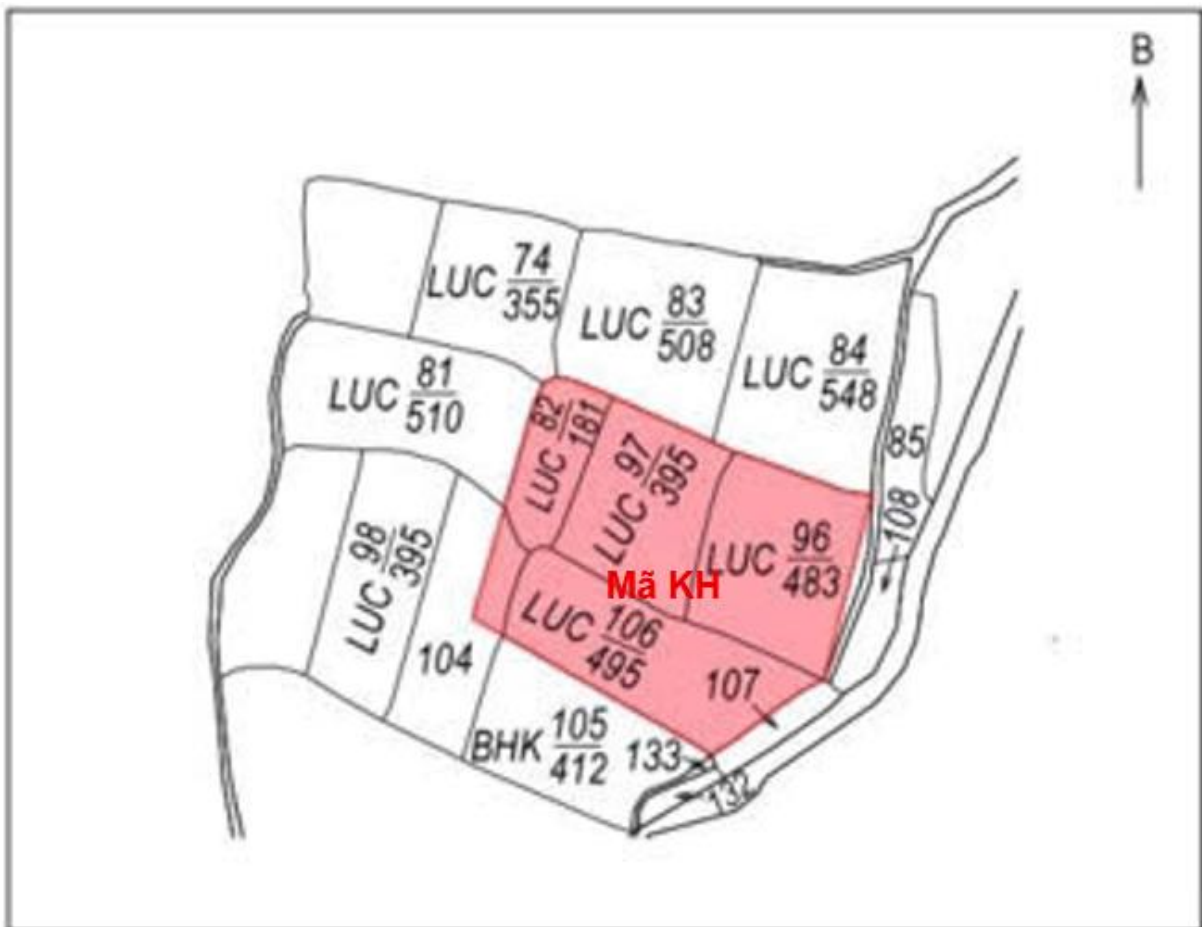 B
LUC 74/355
LUC 83/508
LUC 84/548
LUC 81/510
LUC 82/181
LUC 97/395
85
108
LUC 96/483
LUC 98/395
Mã KH
LUC 106/495
104
107
BHK 105/412
133
132